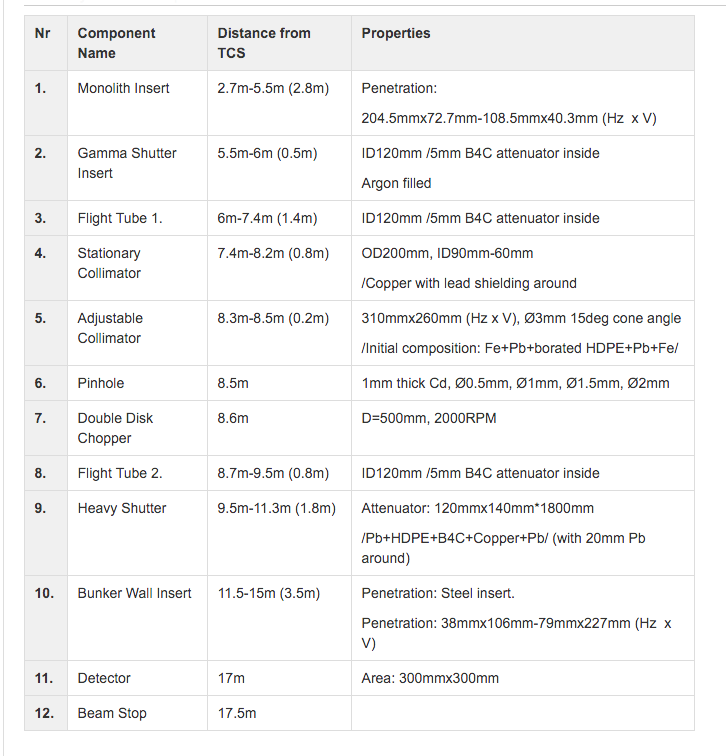 Nr Component Name Distance from TCS Properties
1. Monolith Insert 2.7m-5.5m (2.8m) Penetration:
204.5mmx72.7mm-108.5mmx40.3mm (Hz x V)
2. Gamma Shutter Insert 5.5m-6m (0.5m) ID120mm /5mm B4C attenuator inside
Argon filled
3. Flight Tube 1. 6m-7.4m (1.4m) ID120mm /5mm B4C attenuator inside
4. Stationary Collimator 7.4m-8.2m (0.8m) OD200mm, ID90mm-60mm
/Copper with lead shielding around
5. Adjustable Collimator 8.3m-8.5m (0.2m) 310mmx260mm (Hz x V), Ø3mm 15deg cone angle
/Initial composition: Fe+Pb+borated HDPE+Pb+Fe/
6. Pinhole 8.5m 1mm thick Cd, Ø0.5mm, Ø1mm, Ø1.5mm, Ø2mm
7. Double Disk Chopper 8.6m D=500mm, 2000RPM
8. Flight Tube 2. 8.7m-9.5m (0.8m) ID120mm /5mm B4C attenuator inside
9. Heavy Shutter 9.5m-11.3m (1.8m) Attenuator: 120mmx140mm*1800mm
/Pb+HDPE+B4C+Copper+Pb/ (with 20mm Pb
around)
10. Bunker Wall Insert 11.5-15m (3.5m) Penetration: Steel insert.
Penetration: 38mmx106mm-79mmx227mm (Hz x
V)
11. Detector 17m Area: 300mmx300mm
12. Beam Stop 17.5m